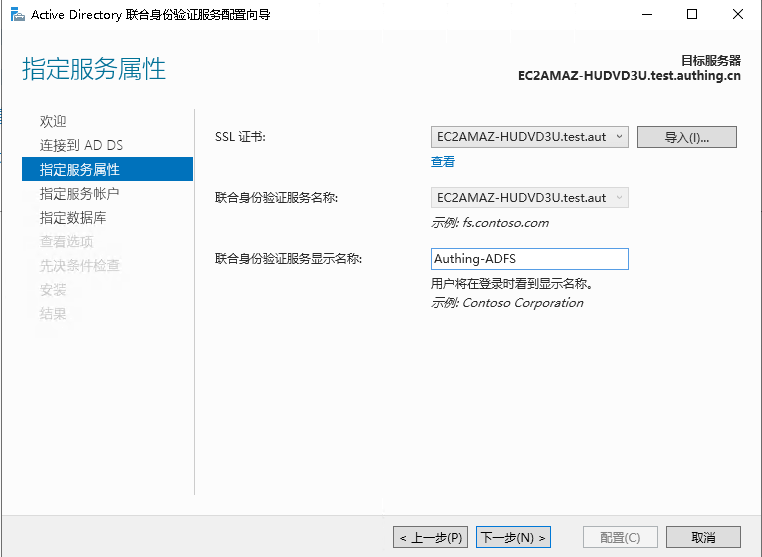 Active Directory 联合身份验证服务配置向导
指定服务属性
目标服务器
EC2AMAZ-HUDVD3U.test.authing.cn
欢迎
连接到 AD DS
指定服务属性
指定服务帐户
指定数据库
查看选项
先决条件检查
安装
结果
SSL 证书:
EC2AMAZ-HUDVD3U.test.aut
导入(I)...
查看
联合身份验证服务名称:
EC2AMAZ-HUDVD3U.test.aut
示例: fs.contoso.com
联合身份验证服务显示名称:
Authing-ADFS
用户将在登录时看到显示名称。
示例: Contoso Corporation
< 上一步(P)
下一步(N) >
配置(C)
取消